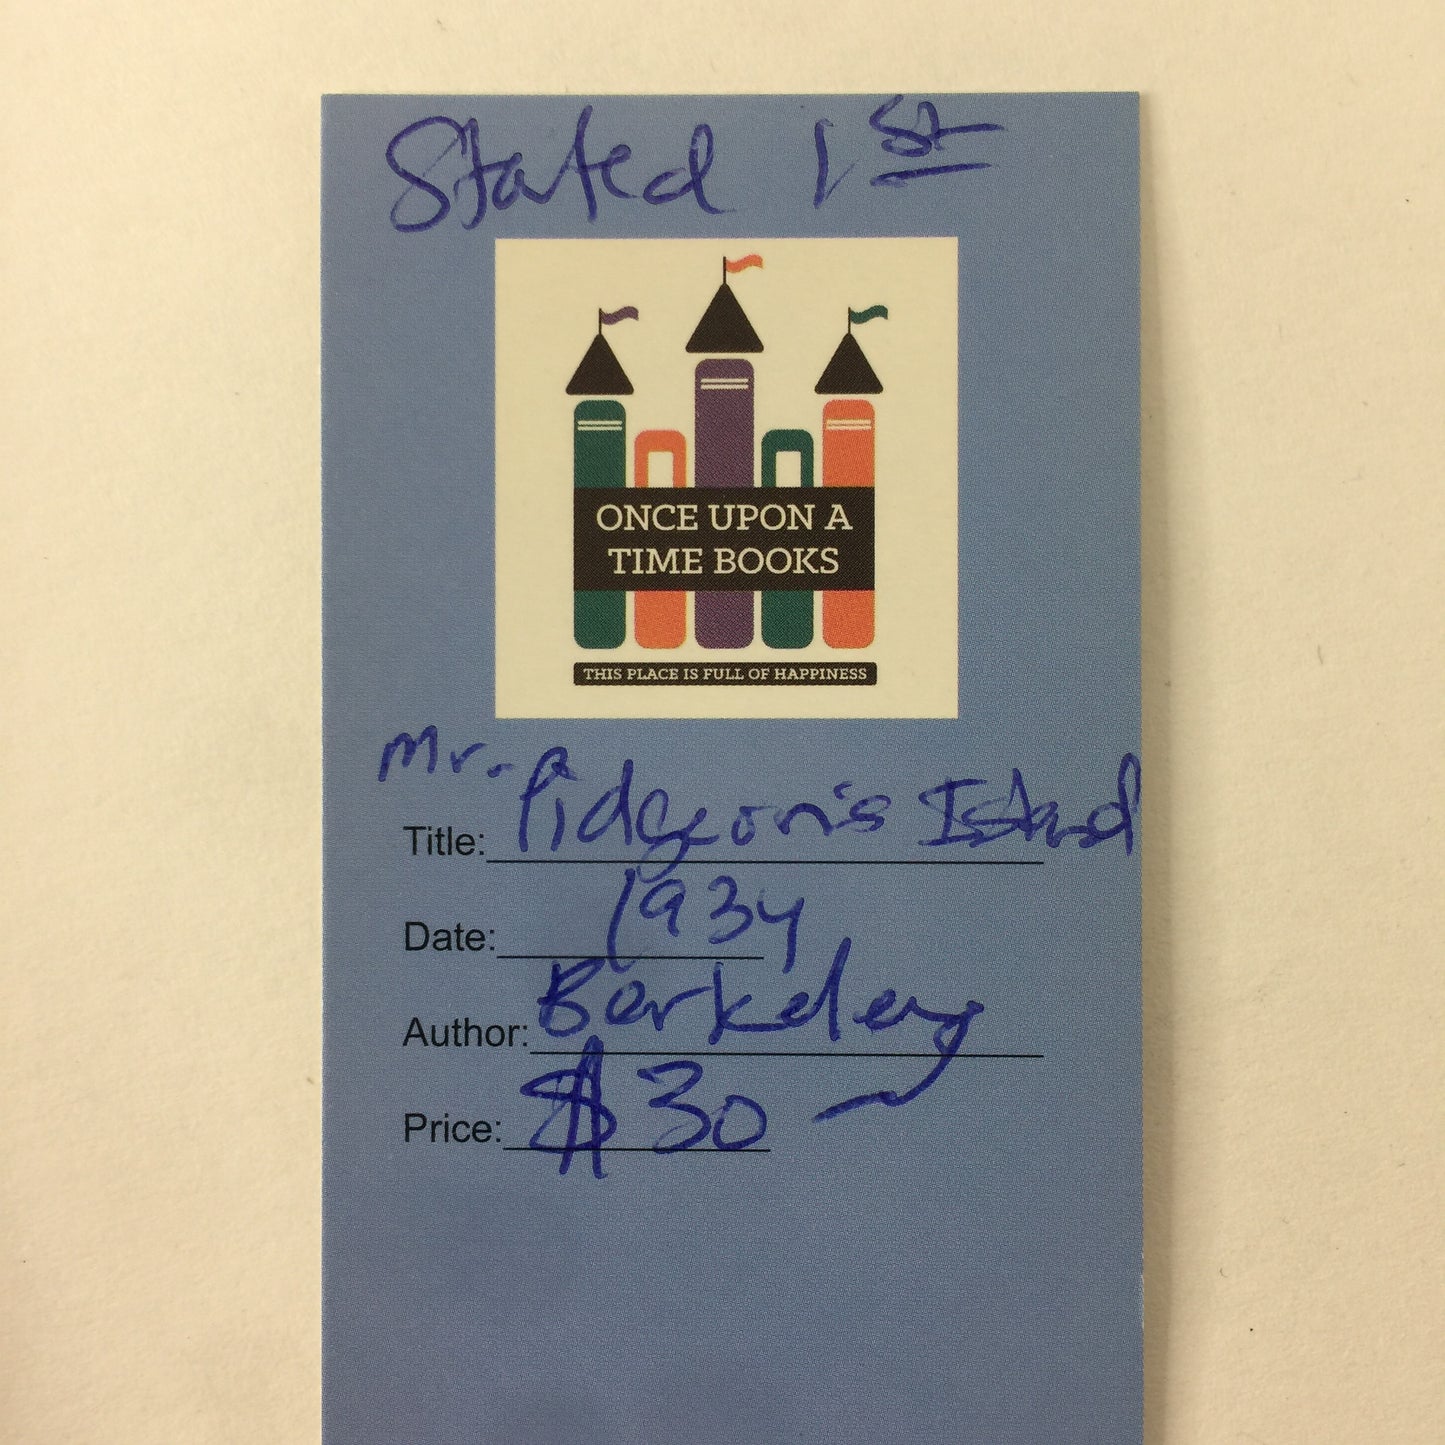 Stated 1st
ONCE UPON A
TIME BOOKS
THIS PLACE IS FULL OF HAPPINESS
Mr.
Title: Pidgeon's Island
Date: 1934
Author: Berkeley
Price: $30